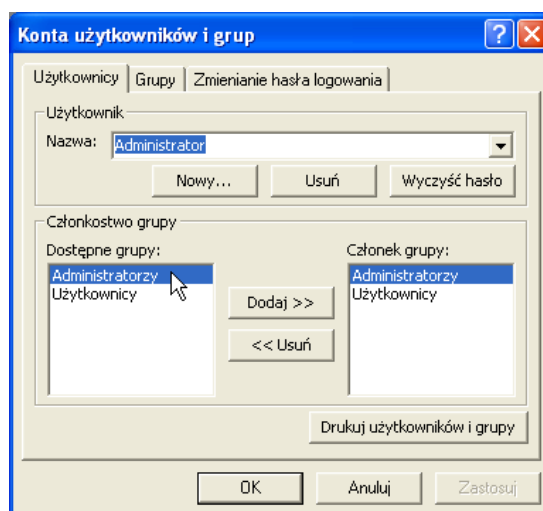 Konta użytkowników i grup
Użytkownicy Grupy Zmienianie hasła logowania
Użytkownik
Nazwa: Administrator
Nowy... Usuń Wyczyść hasło
Członkostwo grupy
Dostępne grupy: Członek grupy:
Administratorzy Administratorzy
Użytkownicy Użytkownicy
Dodaj >>
<< Usuń
Drukuj użytkowników i grupy
OK Anuluj Zastosuj